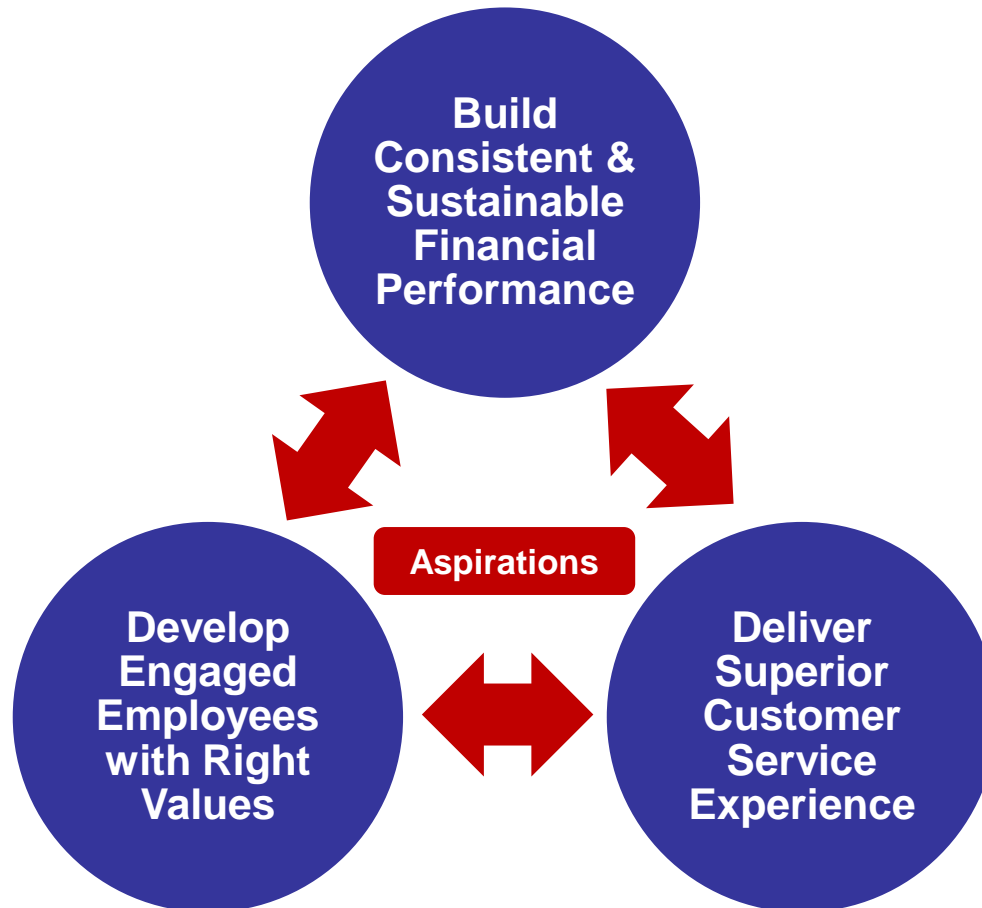 Build
Consistent &
Sustainable
Financial
Performance
Aspirations
Develop
Engaged
Employees
with Right
Values
Deliver
Superior
Customer
Service
Experience